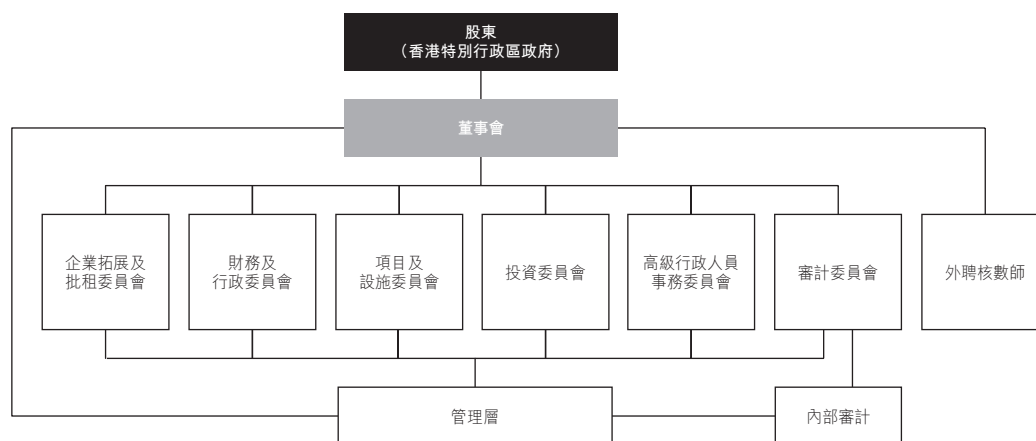 股東
（香港特別行政區政府）
董事會
企業拓展及
批租委員會
財務及
行政委員會
項目及
設施委員會
投資委員會
高級行政人員
事務委員會
審計委員會
外聘核數師
管理層
內部審計